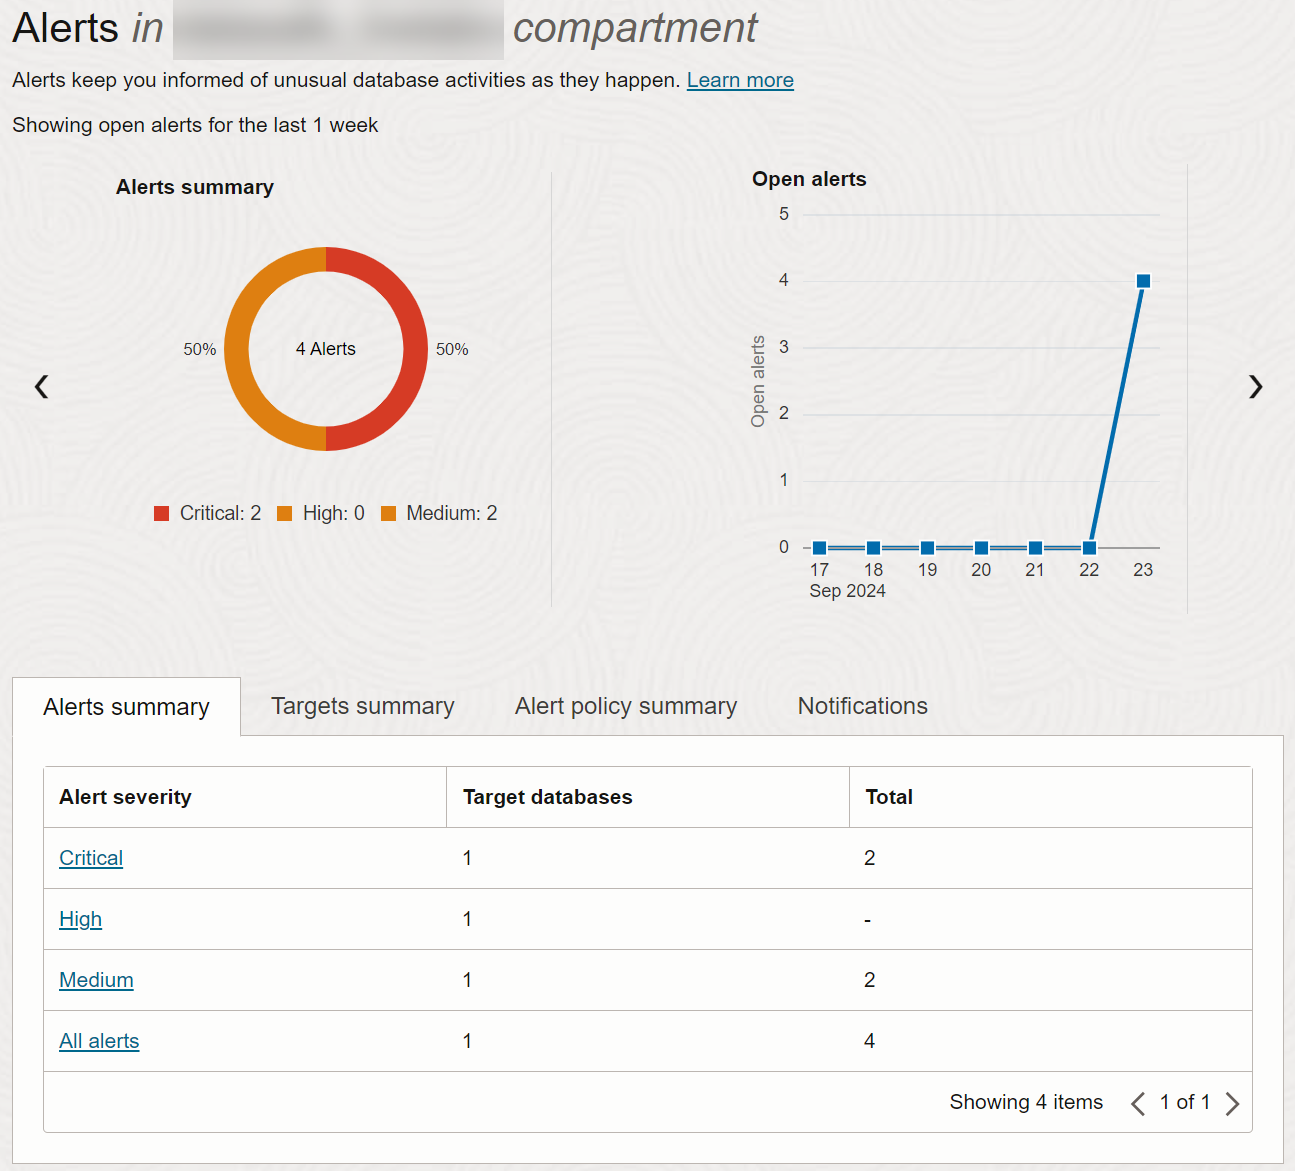 Alerts in compartment
Alerts keep you informed of unusual database activities as they happen. Learn more
Showing open alerts for the last 1 week
Alerts summary
50%
4 Alerts
50%
Critical: 2
High: 0
Medium: 2
Open alerts
Open alerts
5
4
3
2
1
0
17
18
19
20
21
22
23
Sep 2024
Alerts summary
Targets summary
Alert policy summary
Notifications
Alert severity
Target databases
Total
Critical
1
2
High
1
-
Medium
1
2
All alerts
1
4
Showing 4 items
1 of 1